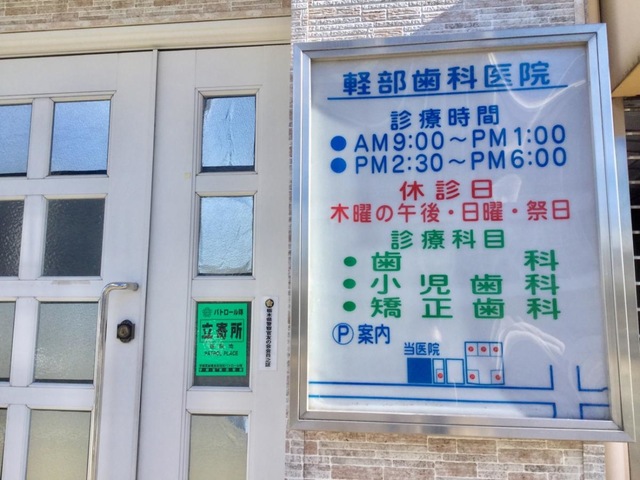 軽部歯科医院
診療時間
●AM9:00～PM1:00
●PM2:30～PM6:00
休診日
木曜の午後・日曜・祭日
診療科目
●歯科
●小児歯科
●矯正歯科
Ⓟ案内
当医院
パトロール隊
立寄所
PATROL PLACE